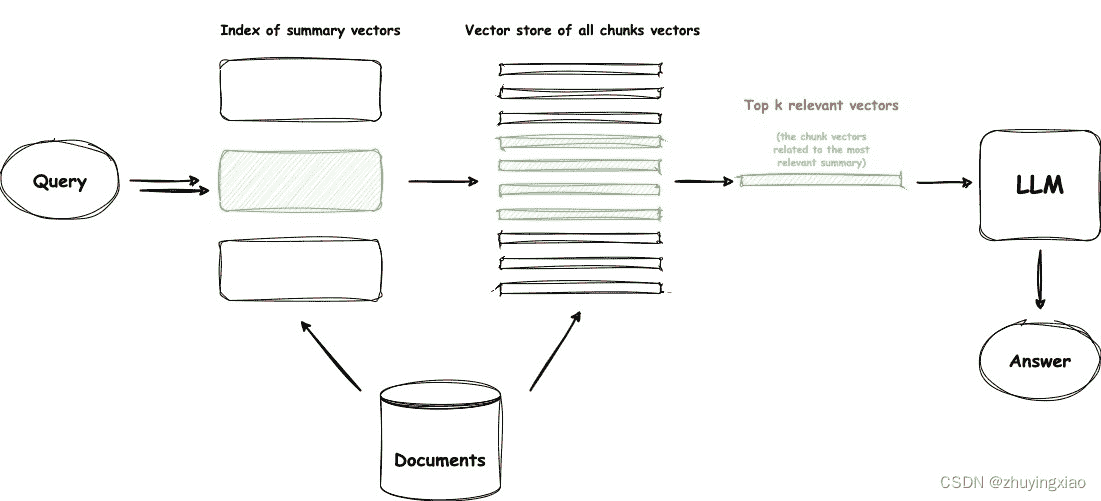 Index of summary vectors
Vector store of all chunks vectors
Top k relevant vectors
(the chunk vectors
related to the most
relevant summary)
Query
LLM
Answer
Documents
CSDN @zhuyingxiao